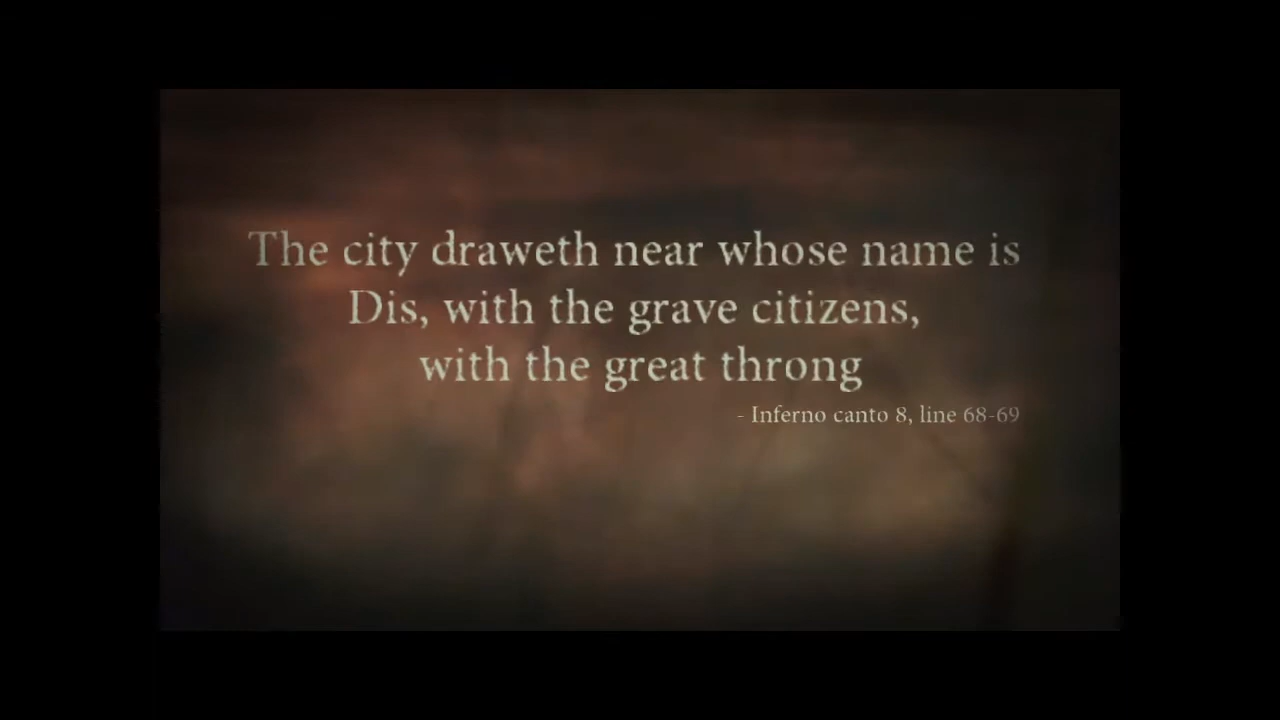 The city draweth near whose name is
Dis, with the grave citizens,
with the great throng
- Inferno canto 8, line 68-69